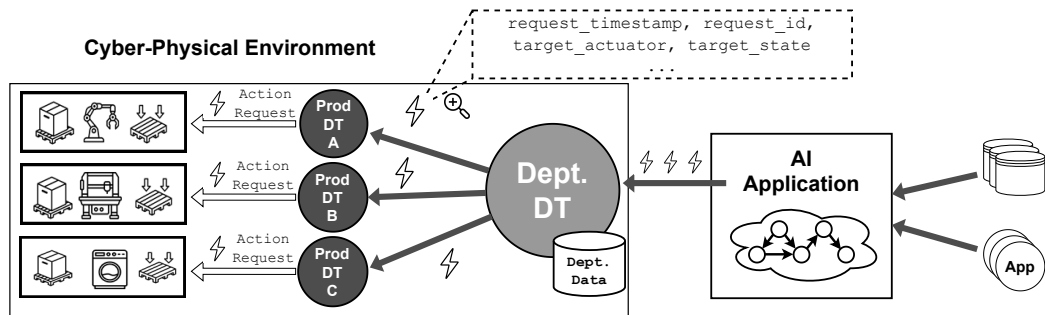 request_timestamp, request_id,
target_actuator, target_state
...
Cyber-Physical Environment
Action
Request
Prod
DT
A
Action
Request
Prod
DT
B
Action
Request
Prod
DT
C
Dept.
DT
Dept.
Data
AI
Application
App